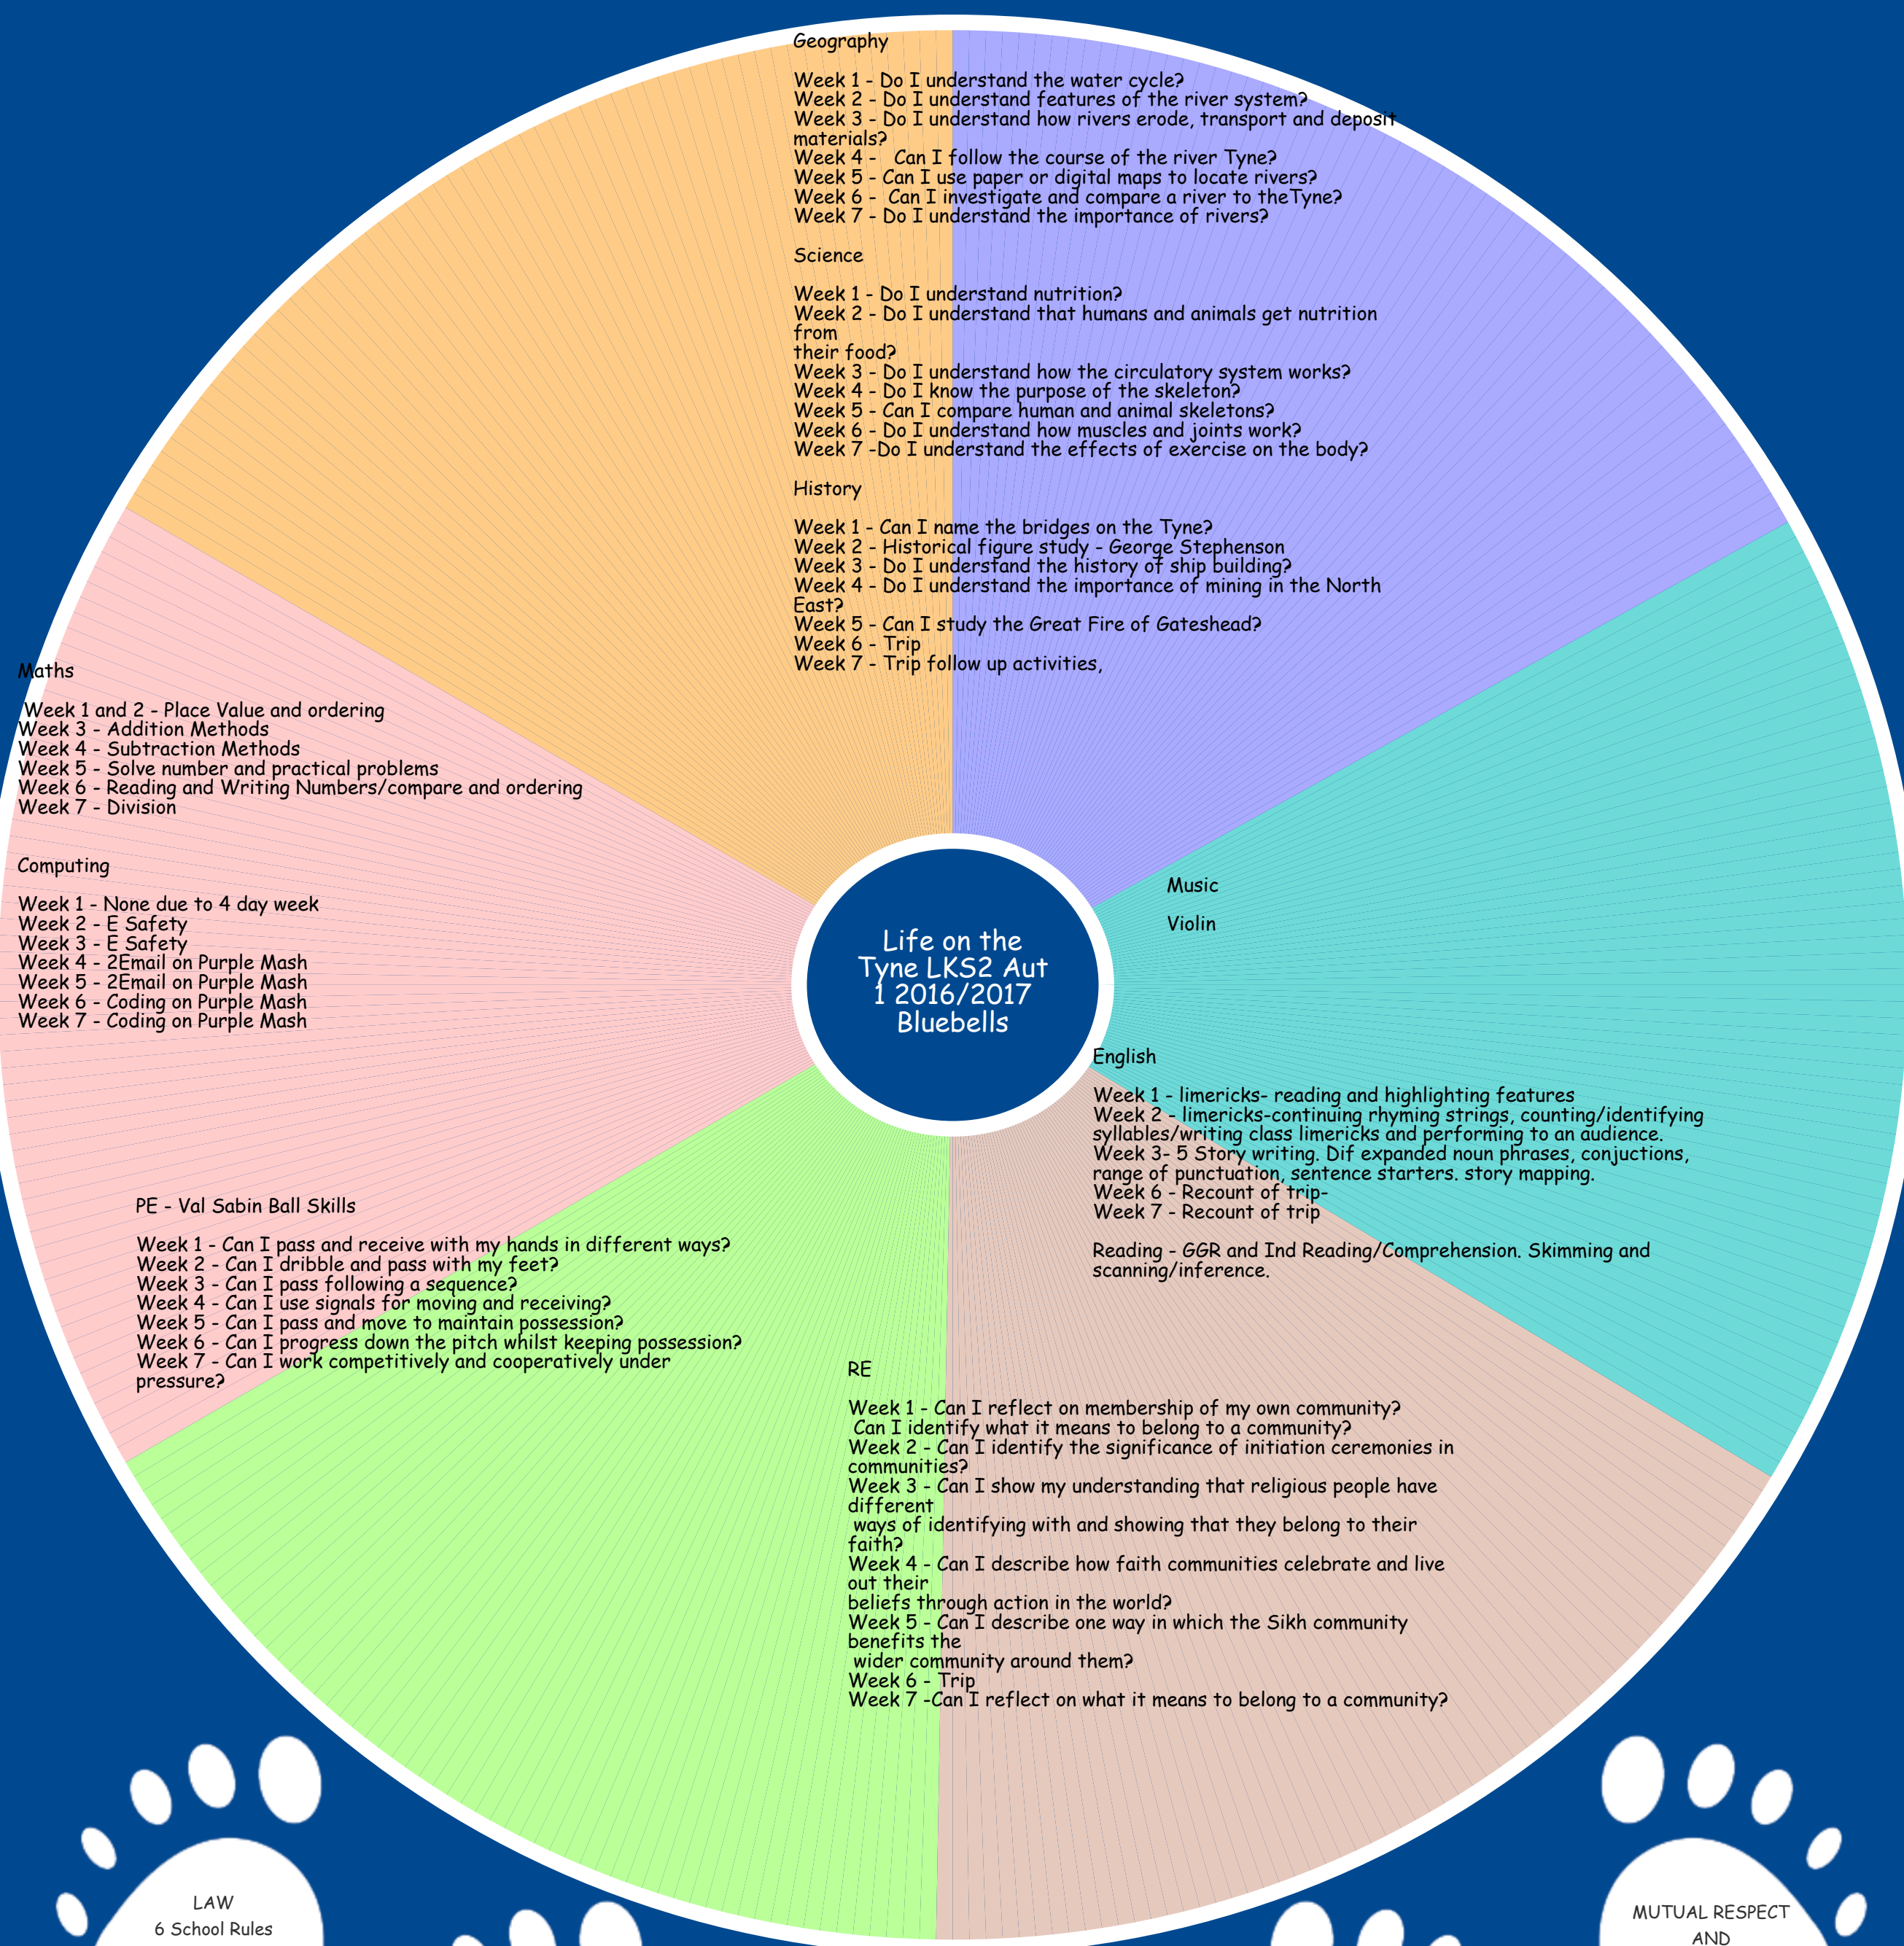 Geography
Week 1 - Do I understand the water cycle?
Week 2 - Do I understand features of the river system?
Week 3 - Do I understand how rivers erode, transport and deposit
materials?
Week 4 -   Can I follow the course of the river Tyne?
Week 5 - Can I use paper or digital maps to locate rivers?
Week 6 -  Can I investigate and compare a river to theTyne?
Week 7 - Do I understand the importance of rivers?
Science
Week 1 - Do I understand nutrition?
Week 2 - Do I understand that humans and animals get nutrition
from
their food?
Week 3 - Do I understand how the circulatory system works?
Week 4 - Do I know the purpose of the skeleton?
Week 5 - Can I compare human and animal skeletons?
Week 6 - Do I understand how muscles and joints work?
Week 7 -Do I understand the effects of exercise on the body?
History
Week 1 - Can I name the bridges on the Tyne?
Week 2 - Historical figure study - George Stephenson
Week 3 - Do I understand the history of ship building?
Week 4 - Do I understand the importance of mining in the North
East?
Week 5 - Can I study the Great Fire of Gateshead?
Week 6 - Trip
Week 7 - Trip follow up activities,
Maths
Week 1 and 2 - Place Value and ordering
Week 3 - Addition Methods
Week 4 - Subtraction Methods
Week 5 - Solve number and practical problems
Week 6 - Reading and Writing Numbers/compare and ordering
Week 7 - Division
Computing
Week 1 - None due to 4 day week
Week 2 - E Safety
Week 3 - E Safety
Week 4 - 2Email on Purple Mash
Week 5 - 2Email on Purple Mash
Week 6 - Coding on Purple Mash
Week 7 - Coding on Purple Mash
Life on the
Tyne LKS2 Aut
1 2016/2017
Bluebells
Music
Violin
English
Week 1 - limericks- reading and highlighting features
Week 2 - limericks-continuing rhyming strings, counting/identifying
syllables/writing class limericks and performing to an audience.
Week 3- 5 Story writing. Dif expanded noun phrases, conjuctions,
range of punctuation, sentence starters. story mapping.
Week 6 - Recount of trip-
Week 7 - Recount of trip
Reading - GGR and Ind Reading/Comprehension. Skimming and
scanning/inference.
PE - Val Sabin Ball Skills
Week 1 - Can I pass and receive with my hands in different ways?
Week 2 - Can I dribble and pass with my feet?
Week 3 - Can I pass following a sequence?
Week 4 - Can I use signals for moving and receiving?
Week 5 - Can I pass and move to maintain possession?
Week 6 - Can I progress down the pitch whilst keeping possession?
Week 7 - Can I work competitively and cooperatively under
pressure?
RE
Week 1 - Can I reflect on membership of my own community?
Can I identify what it means to belong to a community?
Week 2 - Can I identify the significance of initiation ceremonies in
communities?
Week 3 - Can I show my understanding that religious people have
different
ways of identifying with and showing that they belong to their
faith?
Week 4 - Can I describe how faith communities celebrate and live
out their
beliefs through action in the world?
Week 5 - Can I describe one way in which the Sikh community
benefits the
wider community around them?
Week 6 - Trip
Week 7 -Can I reflect on what it means to belong to a community?
LAW
6 School Rules
MUTUAL RESPECT
AND